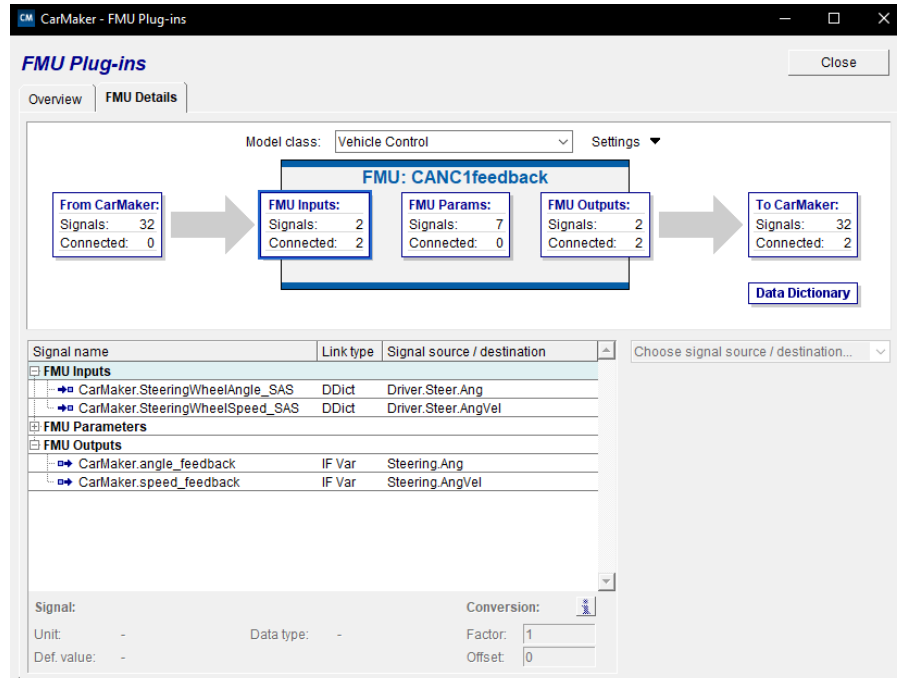 CM CarMaker - FMU Plug-ins
FMU Plug-ins
Close
Overview FMU Details
Model class: Vehicle Control Settings
FMU: CANC1feedback
From CarMaker: FMU Inputs: FMU Params: FMU Outputs: To CarMaker:
Signals: 32 Signals: 2 Signals: 7 Signals: 2 Signals: 32
Connected: 0 Connected: 2 Connected: 0 Connected: 2 Connected: 2
Data Dictionary
Signal name Link type Signal source / destination Choose signal source / destination...
FMU Inputs
CarMaker.SteeringWheelAngle_SAS DDict Driver.Steer.Ang
CarMaker.SteeringWheelSpeed_SAS DDict Driver.Steer.AngVel
FMU Parameters
FMU Outputs
CarMaker.angle_feedback IF Var Steering.Ang
CarMaker.speed_feedback IF Var Steering.AngVel
Signal: Conversion: i
Unit: - Data type: - Factor: 1
Def. value: - Offset: 0